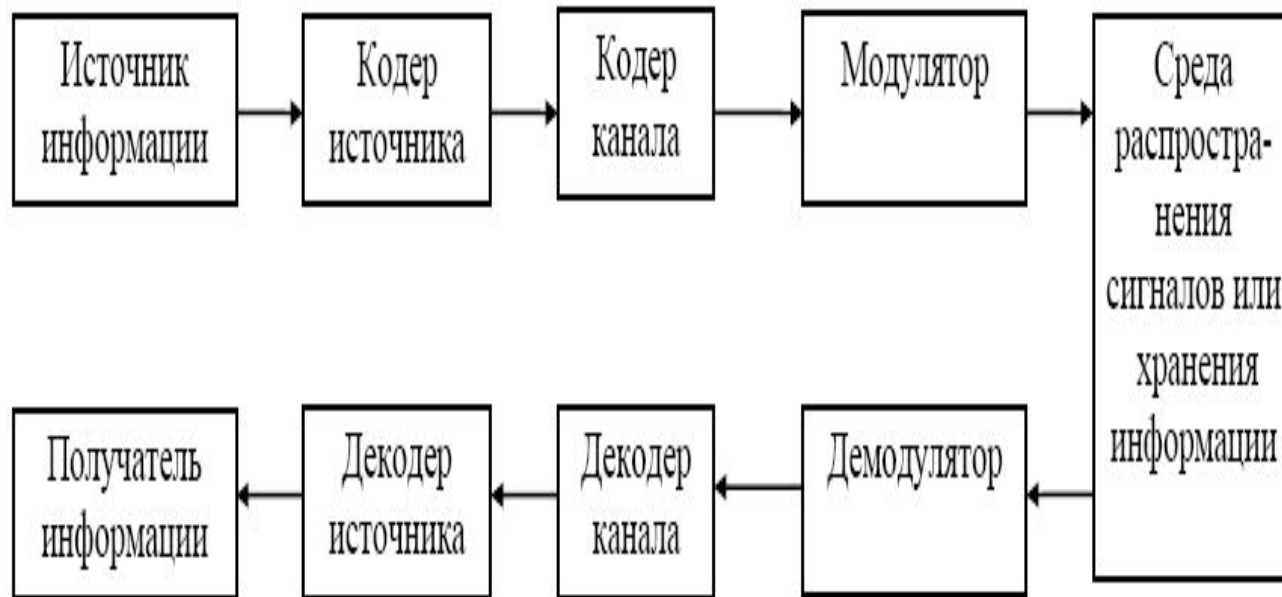 Источник
информации
Кодер
источника
Кодер
канала
Модулятор
Среда
распростра-
нения
сигналов или
хранения
информации
Получатель
информации
Декодер
источника
Декодер
канала
Демодулятор